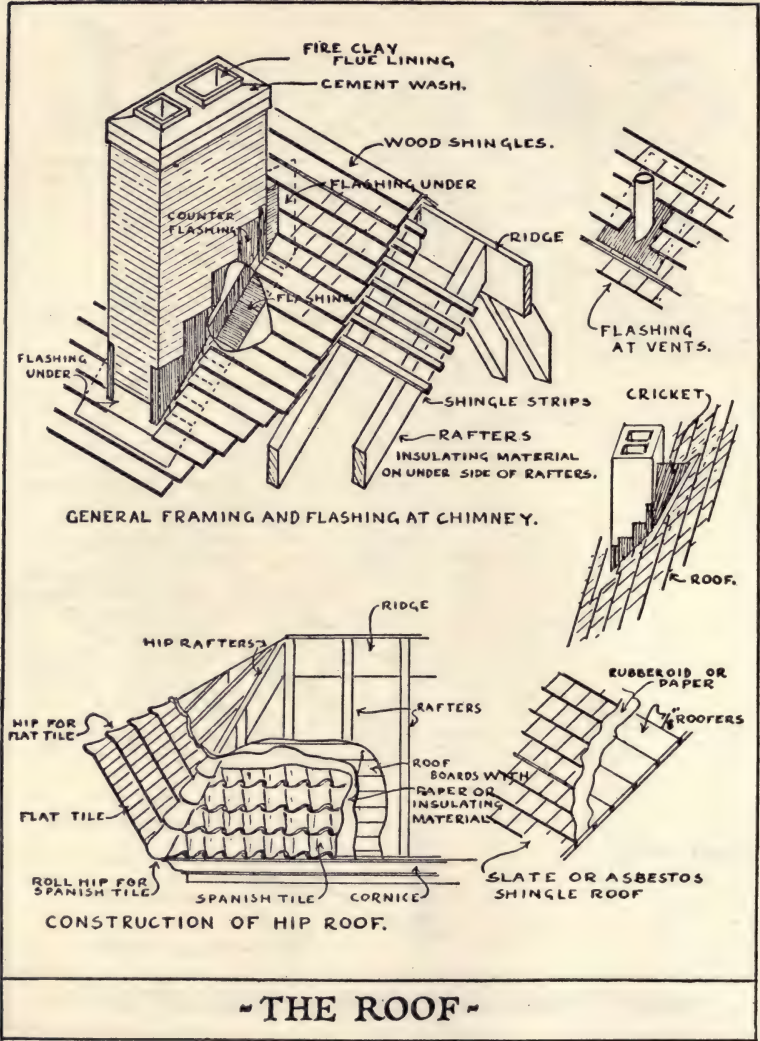 FIRE CLAY
FLUE LINING
CEMENT WASH.
WOOD SHINGLES.
FLASHING UNDER
COUNTER
FLASHING
RIDGE
FLASHING
FLASHING
AT VENTS.
FLASHING
UNDER
SHINGLE STRIPS
CRICKET
RAFTERS
INSULATING MATERIAL
ON UNDER SIDE OF RAFTERS.
GENERAL FRAMING AND FLASHING AT CHIMNEY.
ROOF.
RIDGE
HIP RAFTERS
RUBBEROID OR
PAPER
HIP FOR
FLAT TILE
RAFTERS
7/8" ROOFERS
ROOF
BOARDS WITH
PAPER OR
INSULATING
MATERIAL
FLAT TILE
ROLL HIP FOR
SPANISH TILE
SPANISH TILE
CORNICE
SLATE OR ASBESTOS
SHINGLE ROOF
CONSTRUCTION OF HIP ROOF.
-THE ROOF-